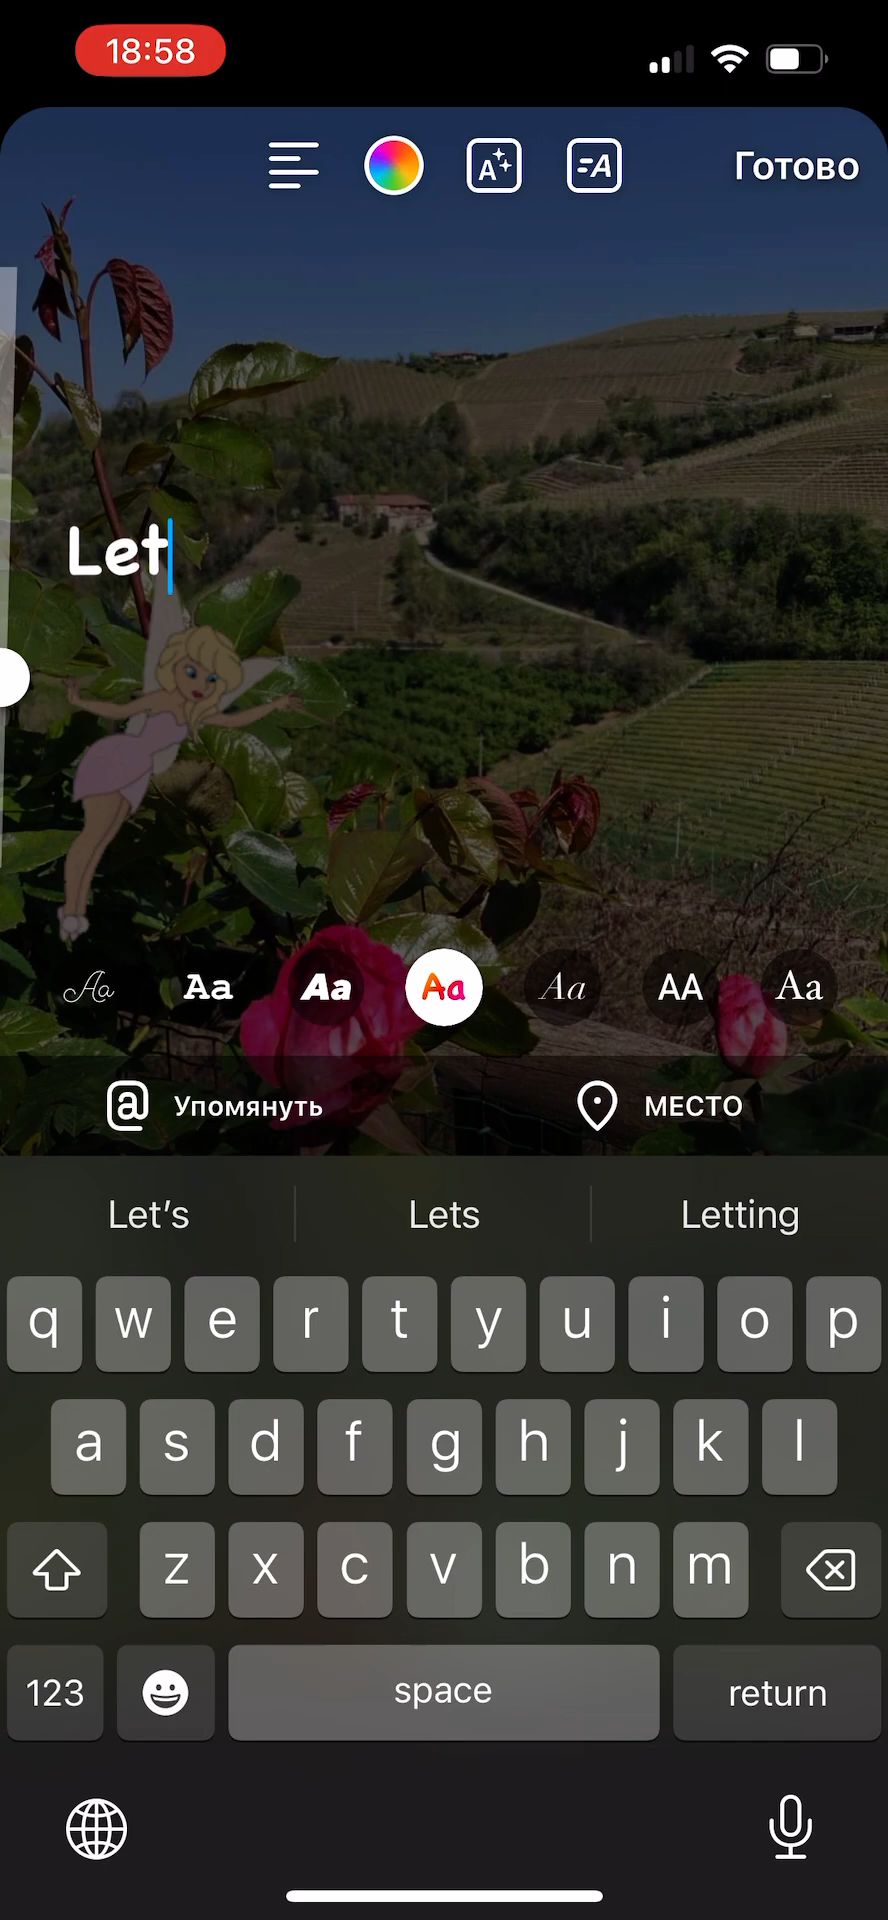 18:58
A
=A
Готово
Let
Aa Aa Aa Aa Aa AA Aa
@ Упомянуть МЕСТО
Let’s Lets Letting
q w e r t y u i o p
a s d f g h j k l
z x c v b n m
123 space return